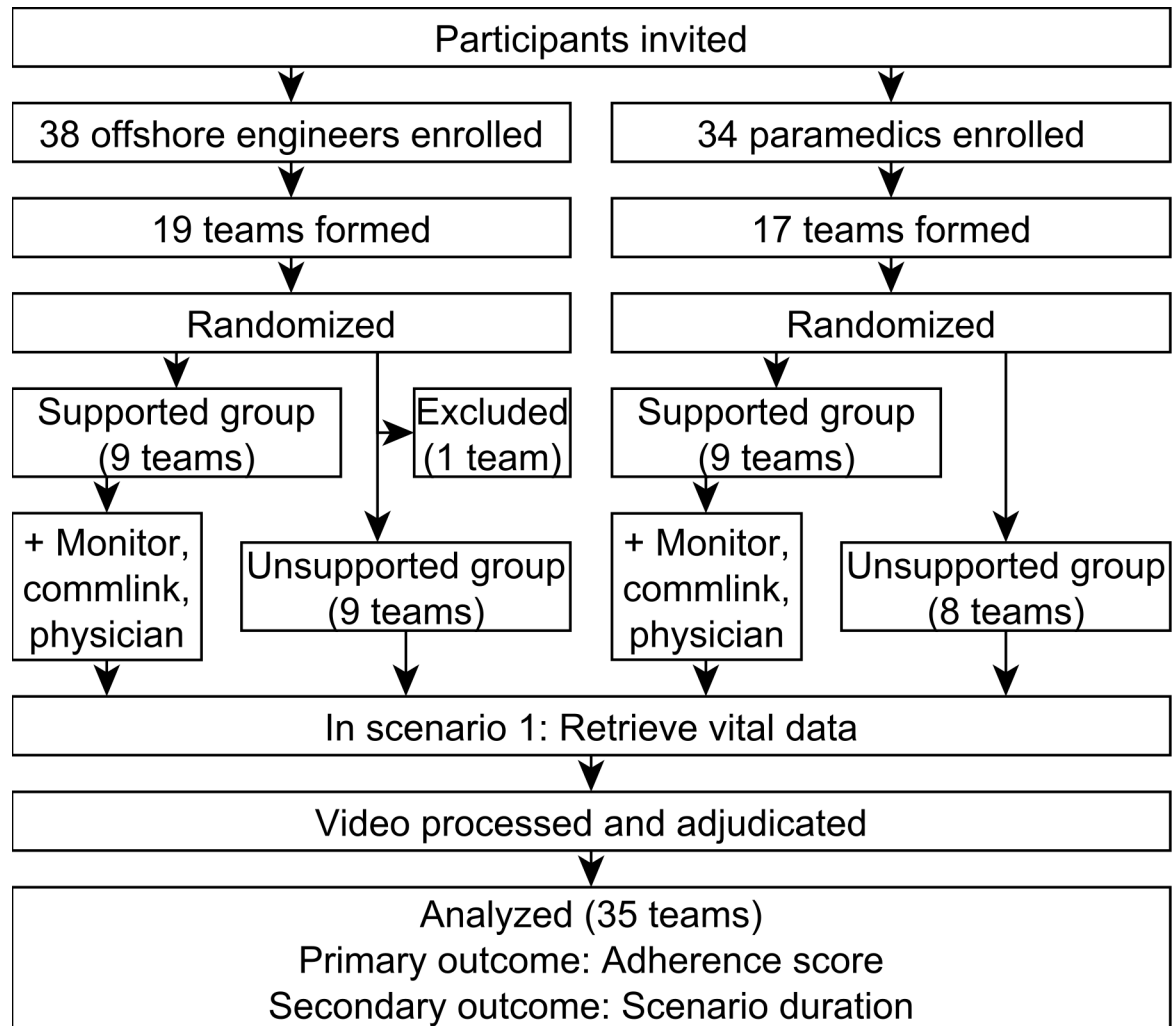 Participants invited
38 offshore engineers enrolled
34 paramedics enrolled
19 teams formed
17 teams formed
Randomized
Randomized
Supported group
(9 teams)
Excluded
(1 team)
Supported group
(9 teams)
+ Monitor,
commlink,
physician
Unsupported group
(9 teams)
+ Monitor,
commlink,
physician
Unsupported group
(8 teams)
In scenario 1: Retrieve vital data
Video processed and adjudicated
Analyzed (35 teams)
Primary outcome: Adherence score
Secondary outcome: Scenario duration